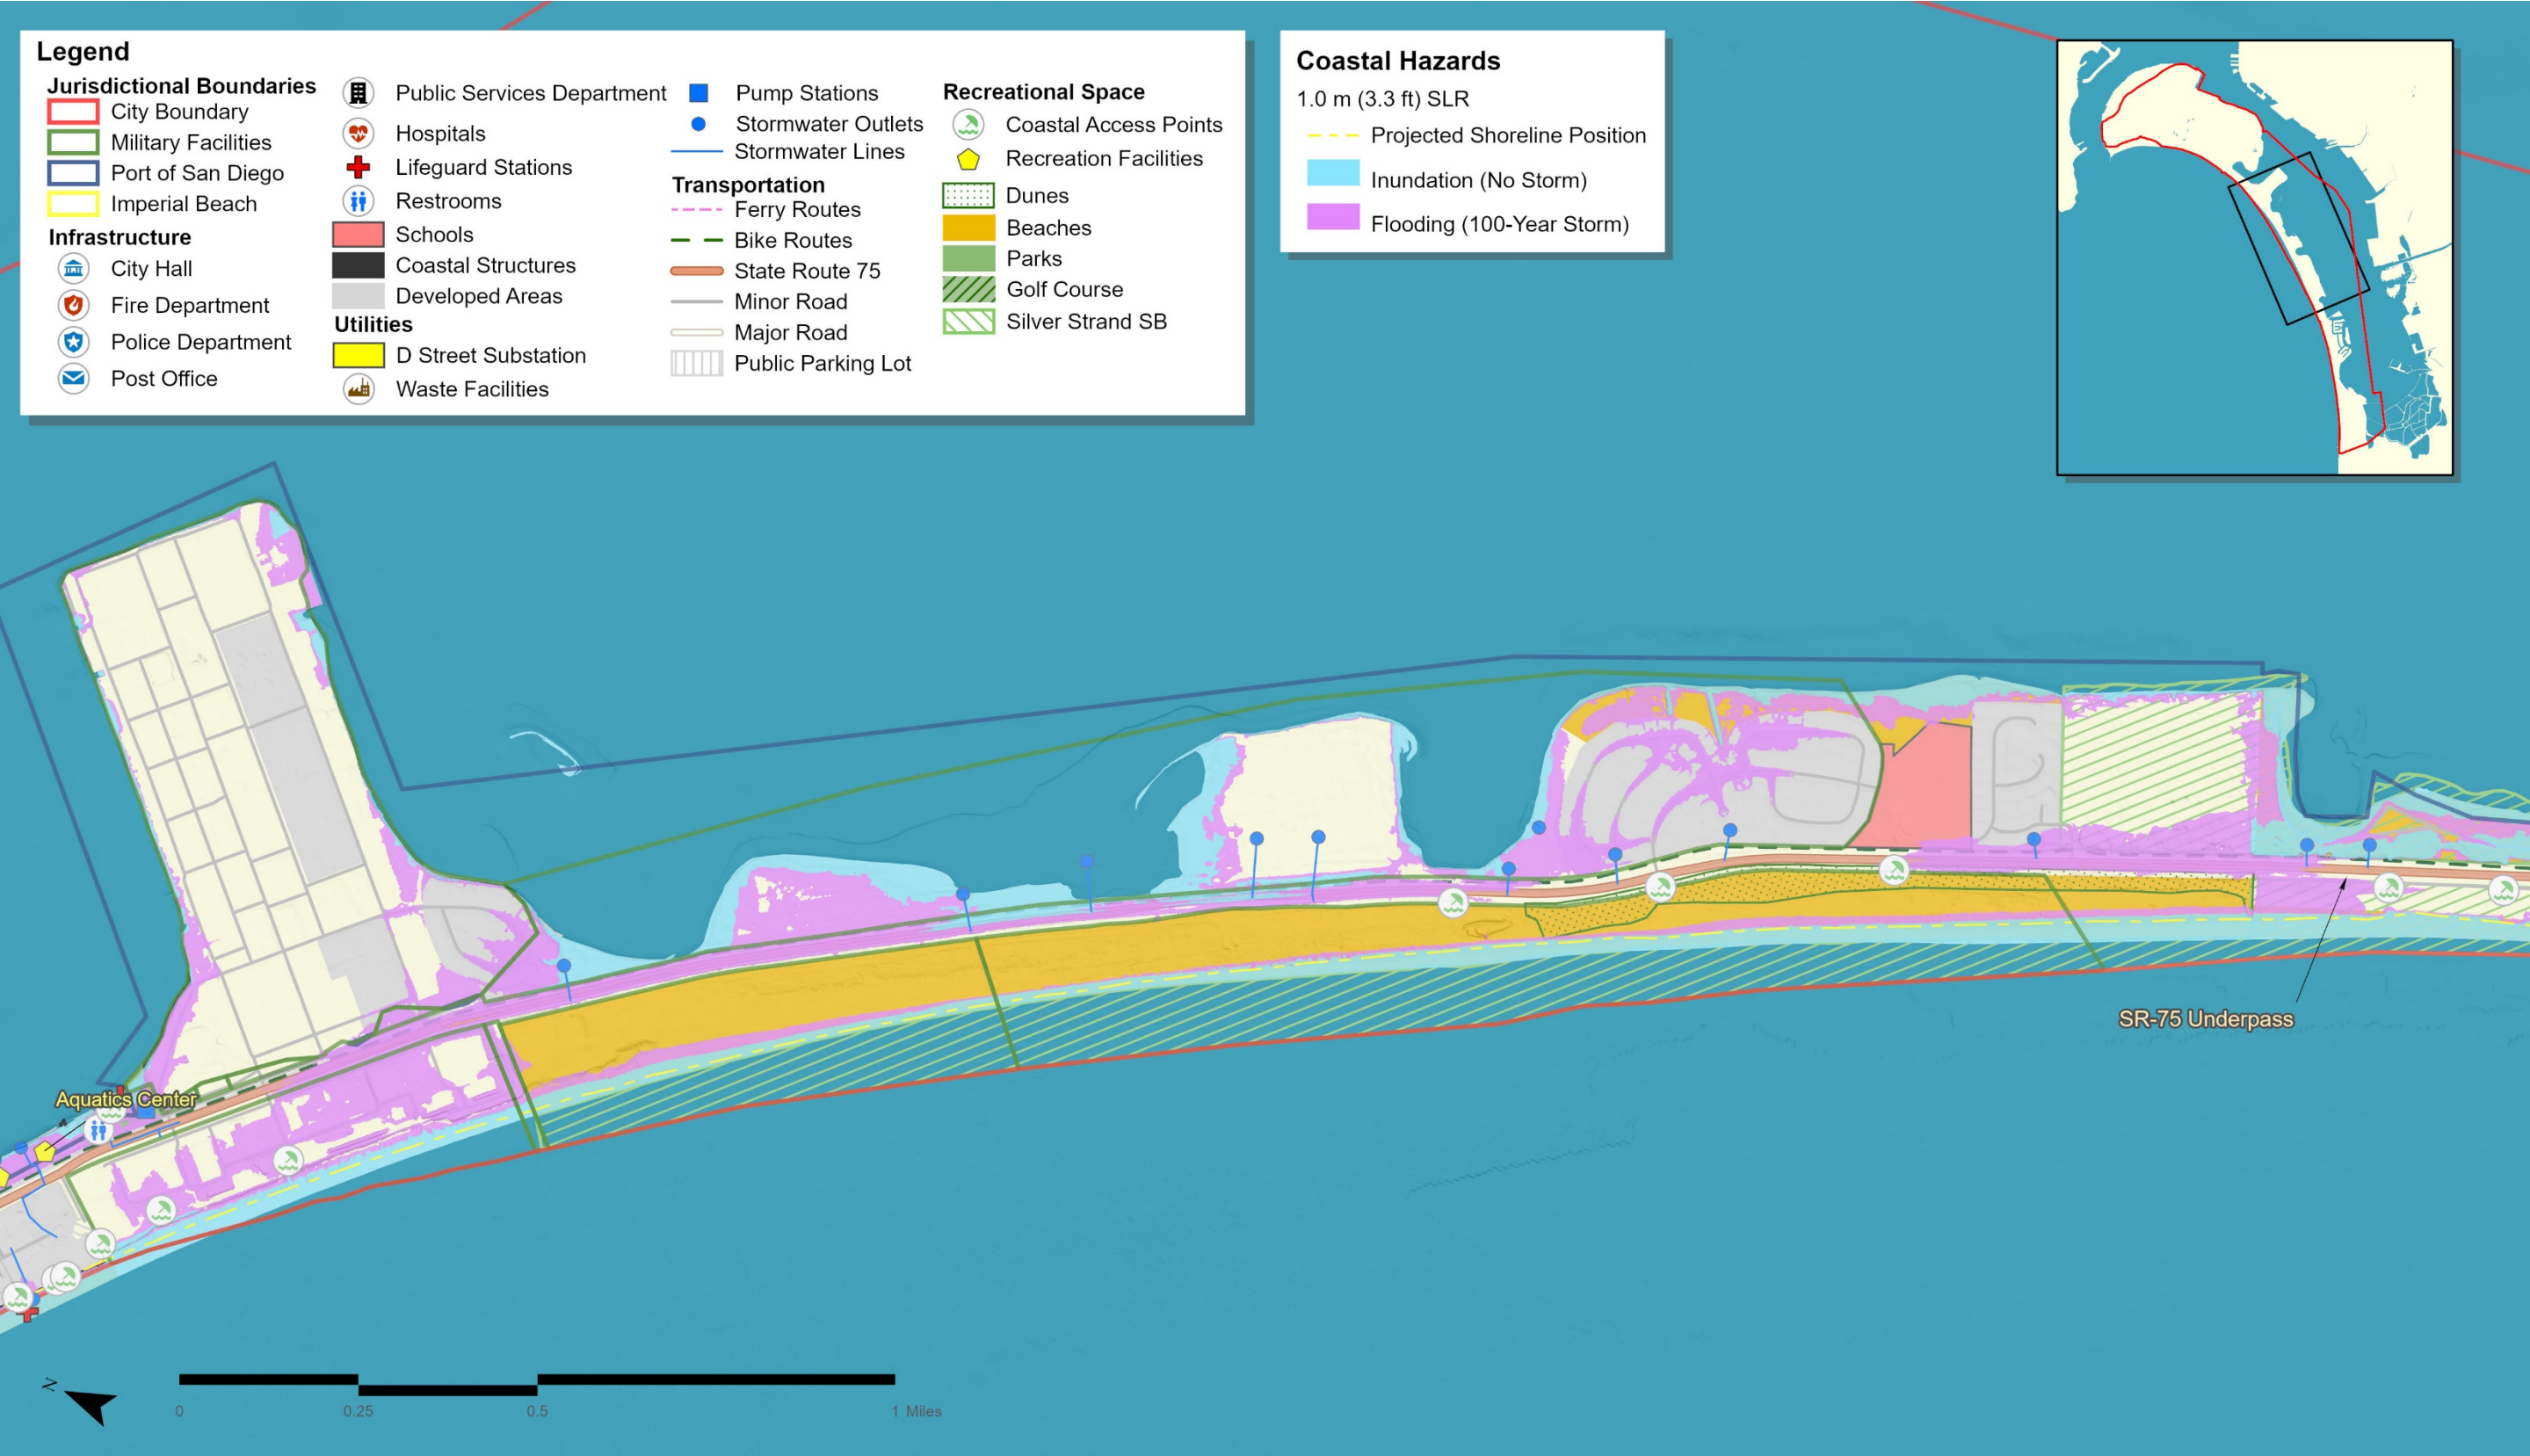 Legend
Jurisdictional Boundaries
City Boundary
Military Facilities
Port of San Diego
Imperial Beach
Infrastructure
City Hall
Fire Department
Police Department
Post Office
Public Services Department
Hospitals
Lifeguard Stations
Restrooms
Schools
Coastal Structures
Developed Areas
Utilities
D Street Substation
Waste Facilities
Pump Stations
Stormwater Outlets
Stormwater Lines
Transportation
Ferry Routes
Bike Routes
State Route 75
Minor Road
Major Road
Public Parking Lot
Recreational Space
Coastal Access Points
Recreation Facilities
Dunes
Beaches
Parks
Golf Course
Silver Strand SB
Coastal Hazards
1.0 m (3.3 ft) SLR
Projected Shoreline Position
Inundation (No Storm)
Flooding (100-Year Storm)
Aquatics Center
SR-75 Underpass
N
0 0.25 0.5 1 Miles